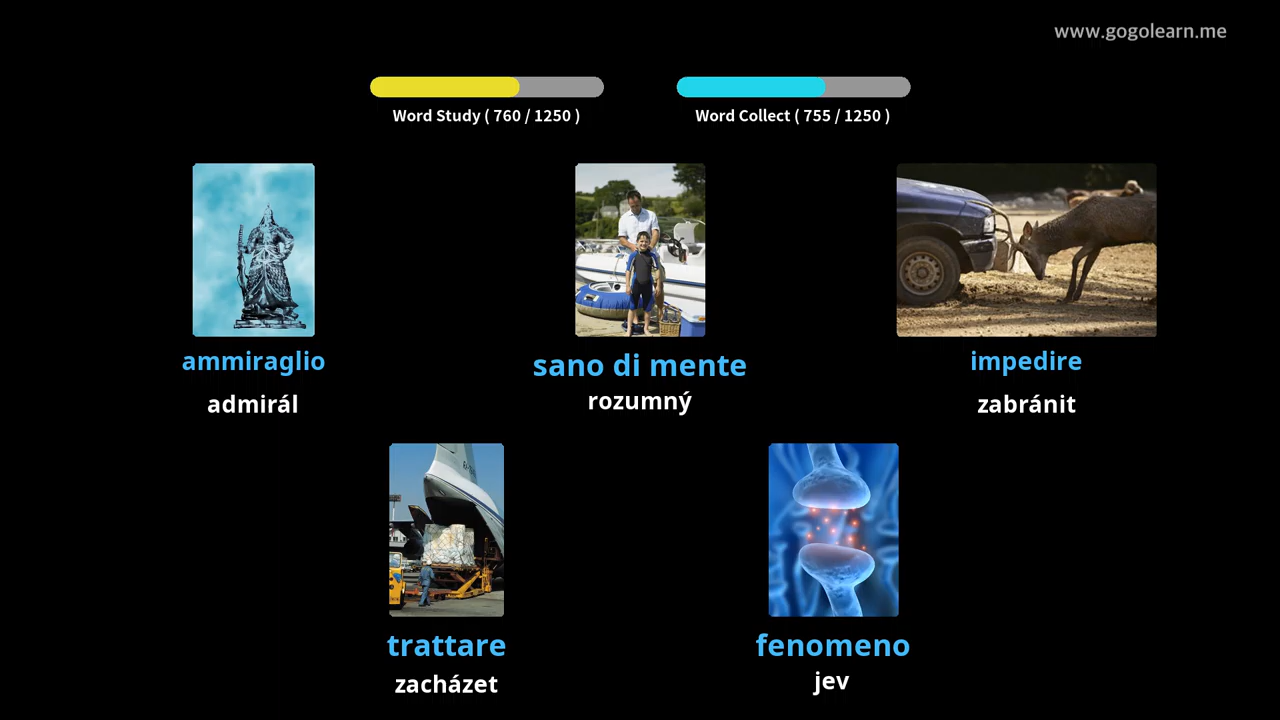 www.gogolearn.me
Word Study ( 760 / 1250 )
Word Collect ( 755 / 1250 )
ammiraglio
admirál
sano di mente
rozumný
impedire
zabránit
trattare
zacházet
fenomeno
jev